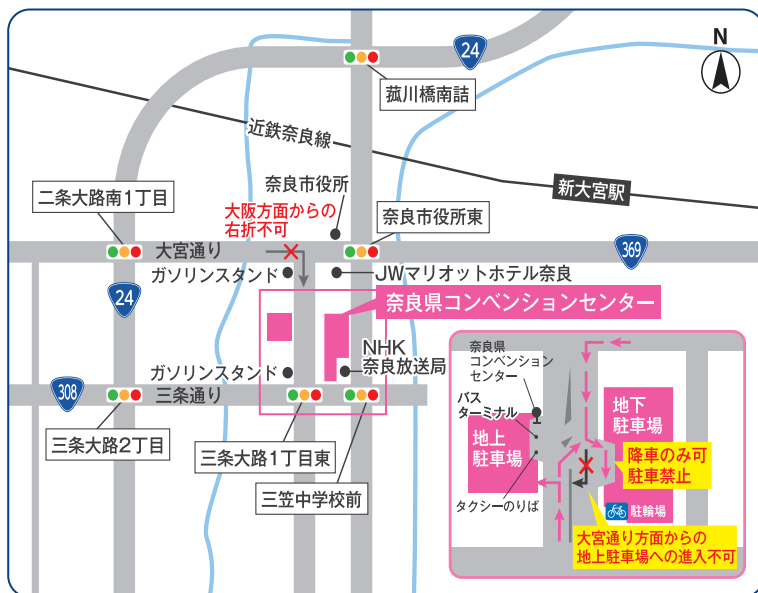 24
N
菰川橋南詰
近鉄奈良線
新大宮駅
奈良市役所
二条大路南1丁目
大阪方面からの
右折不可
奈良市役所東
大宮通り
369
ガソリンスタンド
JWマリオットホテル奈良
24
奈良県コンベンションセンター
NHK
奈良放送局
ガソリンスタンド
308
三条通り
三条大路2丁目
三条大路1丁目東
三笠中学校前
奈良県
コンベンション
センター
バス
ターミナル
地上
駐車場
タクシーのりば
地下
駐車場
降車のみ可
駐車禁止
駐輪場
大宮通り方面からの
地上駐車場への進入不可